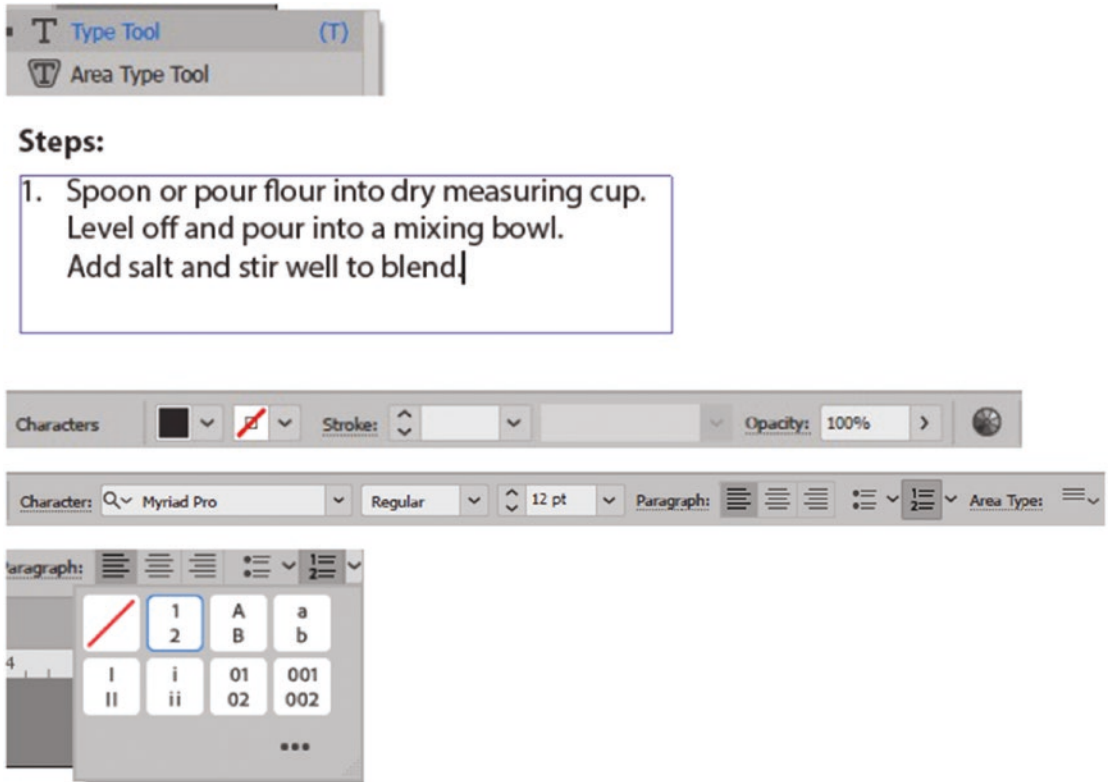 Type Tool (T)
Area Type Tool
Steps:
1. Spoon or pour flour into dry measuring cup.
Level off and pour into a mixing bowl.
Add salt and stir well to blend.
Characters Stroke: Opacity: 100%
Character: Myriad Pro Regular 12 pt Paragraph: Area Type:
aragraph:
1 A a
2 B b
4
I i 01 001
II ii 02 002